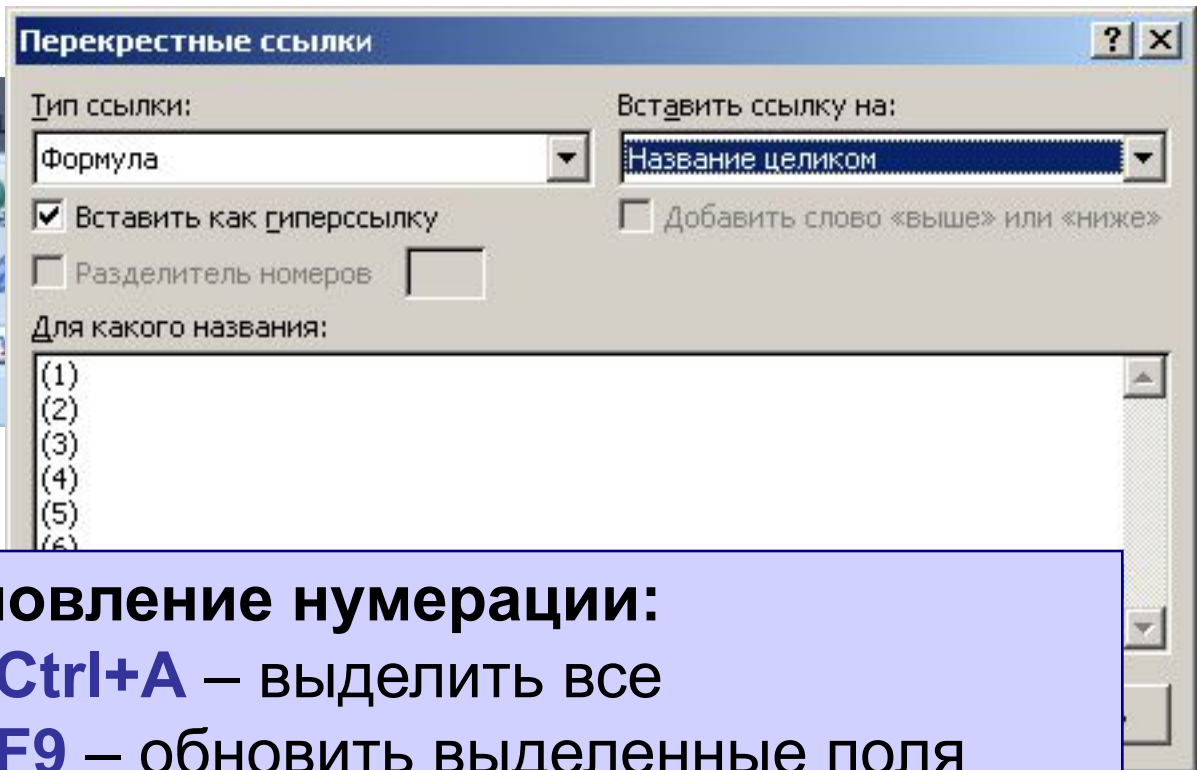 Перекрестные ссылки
Тип ссылки: Вставить ссылку на:
Формула Название целиком
Вставить как гиперссылку Добавить слово «выше» или «ниже»
Разделитель номеров
Для какого названия:
(1)
(2)
(3)
(4)
(5)
(6)
новление нумерации:
Ctrl+A – выделить все
F9 – обновить выделенные поля